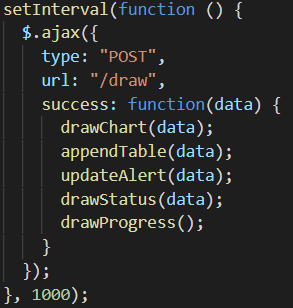 setInterval(function () {
  $.ajax({
    type: "POST",
    url: "/draw",
    success: function(data) {
      drawChart(data);
      appendTable(data);
      updateAlert(data);
      drawStatus(data);
      drawProgress();
    }
  });
}, 1000);